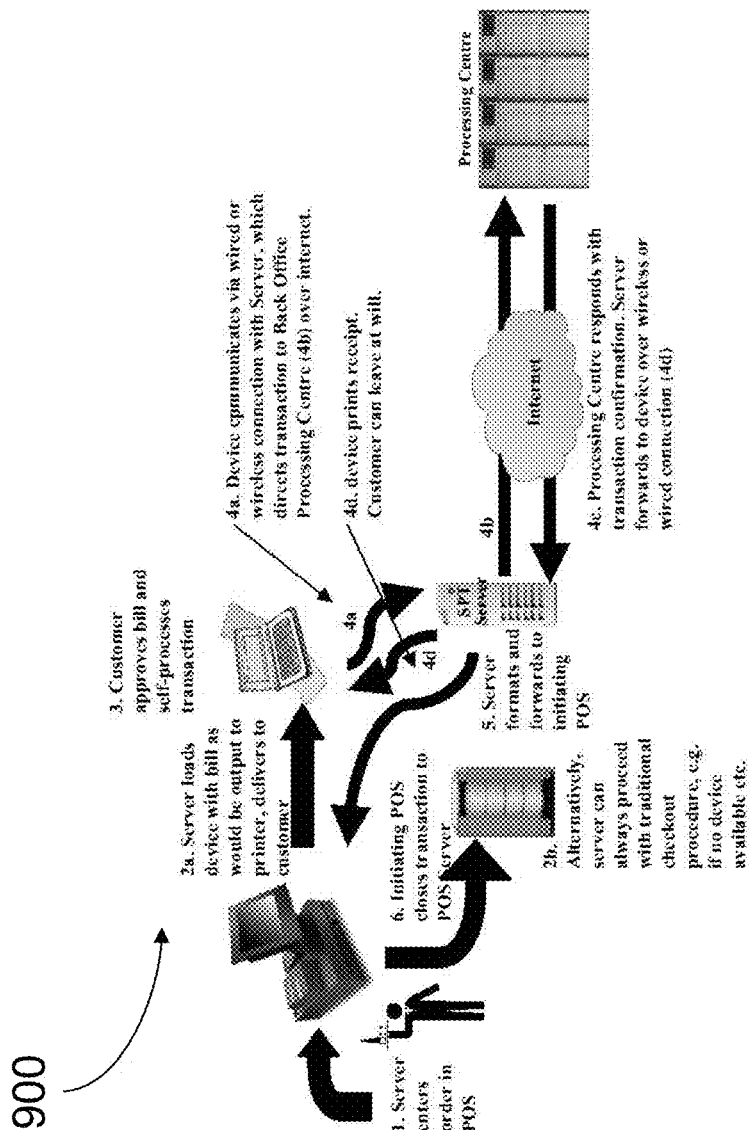 900
1. Server
enters
order in
POS
2a. Server loads
device with bill as
would be output to
printer, delivers to
customer
3. Customer
approves bill and
self-processes
transaction
4a. Device communicates via wired or
wireless connection with Server, which
directs transaction to Back Office
Processing Centre (4b) over internet.
4d. device prints receipt.
Customer can leave at will.
4a
4d
SPT
Server
4b
Internet
Processing Centre
4c. Processing Centre responds with
transaction confirmation. Server
forwards to device over wireless or
wired connection (4d)
5. Server
formats and
forwards to
initiating
POS
6. Initiating POS
closes transaction to
POS Server
2b.
Alternatively,
server can
always proceed
with traditional
checkout
procedure, e.g.
if no device
available etc.